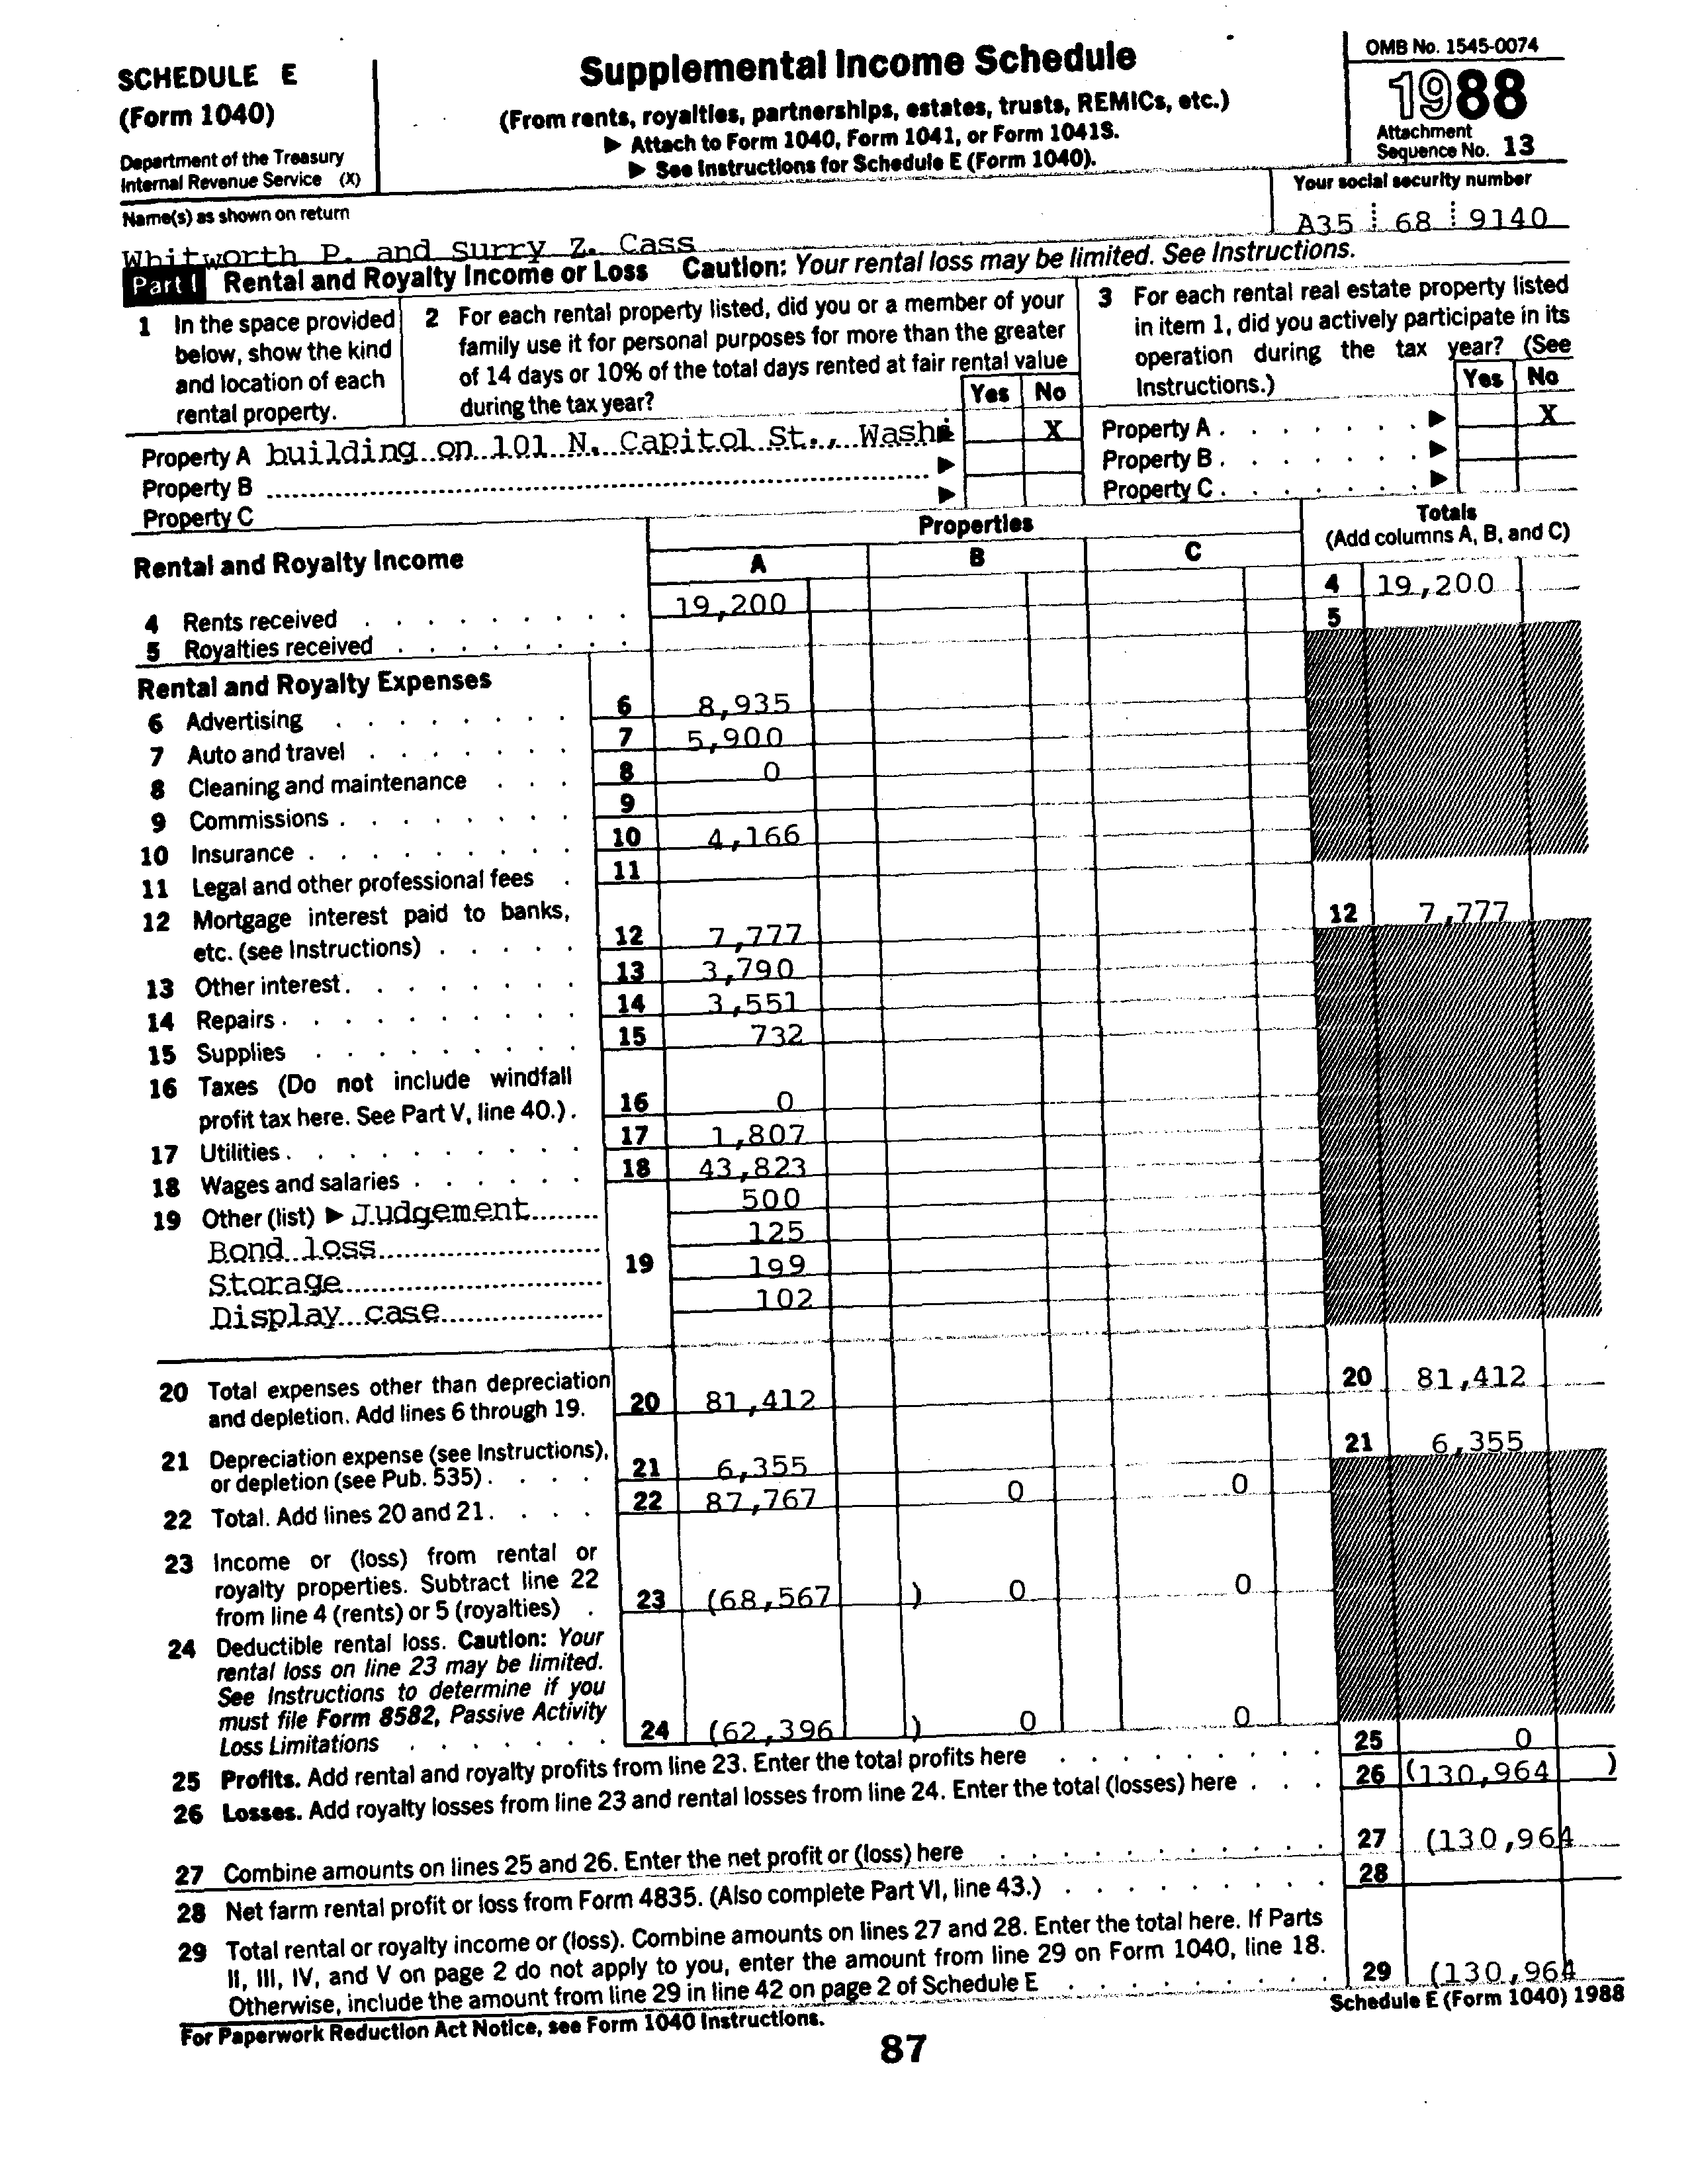 SCHEDULE E
(Form 1040)
Department of the Treasury
Internal Revenue Service (X)
Supplemental Income Schedule
(From rents, royalties, partnerships, estates, trusts, REMICs, etc.)
▶ Attach to Form 1040, Form 1041, or Form 1041S.
▶ See Instructions for Schedule E (Form 1040).
OMB No. 1545-0074
1988
Attachment
Sequence No. 13
Name(s) as shown on return
Whitworth P. and Surry Z. Cass
Your social security number
A35 68 9140
Part I Rental and Royalty Income or Loss Caution: Your rental loss may be limited. See Instructions.
1 In the space provided
below, show the kind
and location of each
rental property.
2 For each rental property listed, did you or a member of your
family use it for personal purposes for more than the greater
of 14 days or 10% of the total days rented at fair rental value
during the tax year?
Yes No
3 For each rental real estate property listed
in item 1, did you actively participate in its
operation during the tax year? (See
Instructions.)
Yes No
Property A building on 101 N. Capitol St., Washi ▶ X Property A . . . . . . . ▶ X
Property B ▶ Property B . . . . . . . ▶
Property C ▶ Property C . . . . . . . ▶
Rental and Royalty Income
Properties
A B C
Totals
(Add columns A, B, and C)
4 Rents received . . . . . . . . . 19,200 4 19,200
5 Royalties received . . . . . . . . 5
Rental and Royalty Expenses
6 Advertising . . . . . . . . 6 8,935
7 Auto and travel . . . . . . . 7 5,900
8 Cleaning and maintenance . . . 8 0
9 Commissions . . . . . . . . 9
10 Insurance . . . . . . . . . 10 4,166
11 Legal and other professional fees . 11
12 Mortgage interest paid to banks,
etc. (see Instructions) . . . . . 12 7,777 12 7,777
13 Other interest . . . . . . . . 13 3,790
14 Repairs . . . . . . . . . . 14 3,551
15 Supplies . . . . . . . . . 15 732
16 Taxes (Do not include windfall
profit tax here. See Part V, line 40.) . 16 0
17 Utilities . . . . . . . . . . 17 1,807
18 Wages and salaries . . . . . . 18 43,823
19 Other (list) ▶ Judgement 500
Bond loss 125
Storage 19 199
Display case 102
20 Total expenses other than depreciation
and depletion. Add lines 6 through 19. 20 81,412 20 81,412
21 Depreciation expense (see Instructions),
or depletion (see Pub. 535) . . . . 21 6,355 21 6,355
22 Total. Add lines 20 and 21 . . . . 22 87,767 0 0
23 Income or (loss) from rental or
royalty properties. Subtract line 22
from line 4 (rents) or 5 (royalties) . 23 (68,567 ) 0 0
24 Deductible rental loss. Caution: Your
rental loss on line 23 may be limited.
See Instructions to determine if you
must file Form 8582, Passive Activity
Loss Limitations . . . . . . . 24 (62,396 ) 0 0
25 Profits. Add rental and royalty profits from line 23. Enter the total profits here . . . . . . . . . 25 0
26 Losses. Add royalty losses from line 23 and rental losses from line 24. Enter the total (losses) here . . . 26 (130,964 )
27 Combine amounts on lines 25 and 26. Enter the net profit or (loss) here . . . . . . . . . . 27 (130,964
28 Net farm rental profit or loss from Form 4835. (Also complete Part VI, line 43.) . . . . . . . . . 28
29 Total rental or royalty income or (loss). Combine amounts on lines 27 and 28. Enter the total here. If Parts
II, III, IV, and V on page 2 do not apply to you, enter the amount from line 29 on Form 1040, line 18.
Otherwise, include the amount from line 29 in line 42 on page 2 of Schedule E . . . . . . . . . 29 (130,964
For Paperwork Reduction Act Notice, see Form 1040 Instructions.
Schedule E (Form 1040) 1988
87